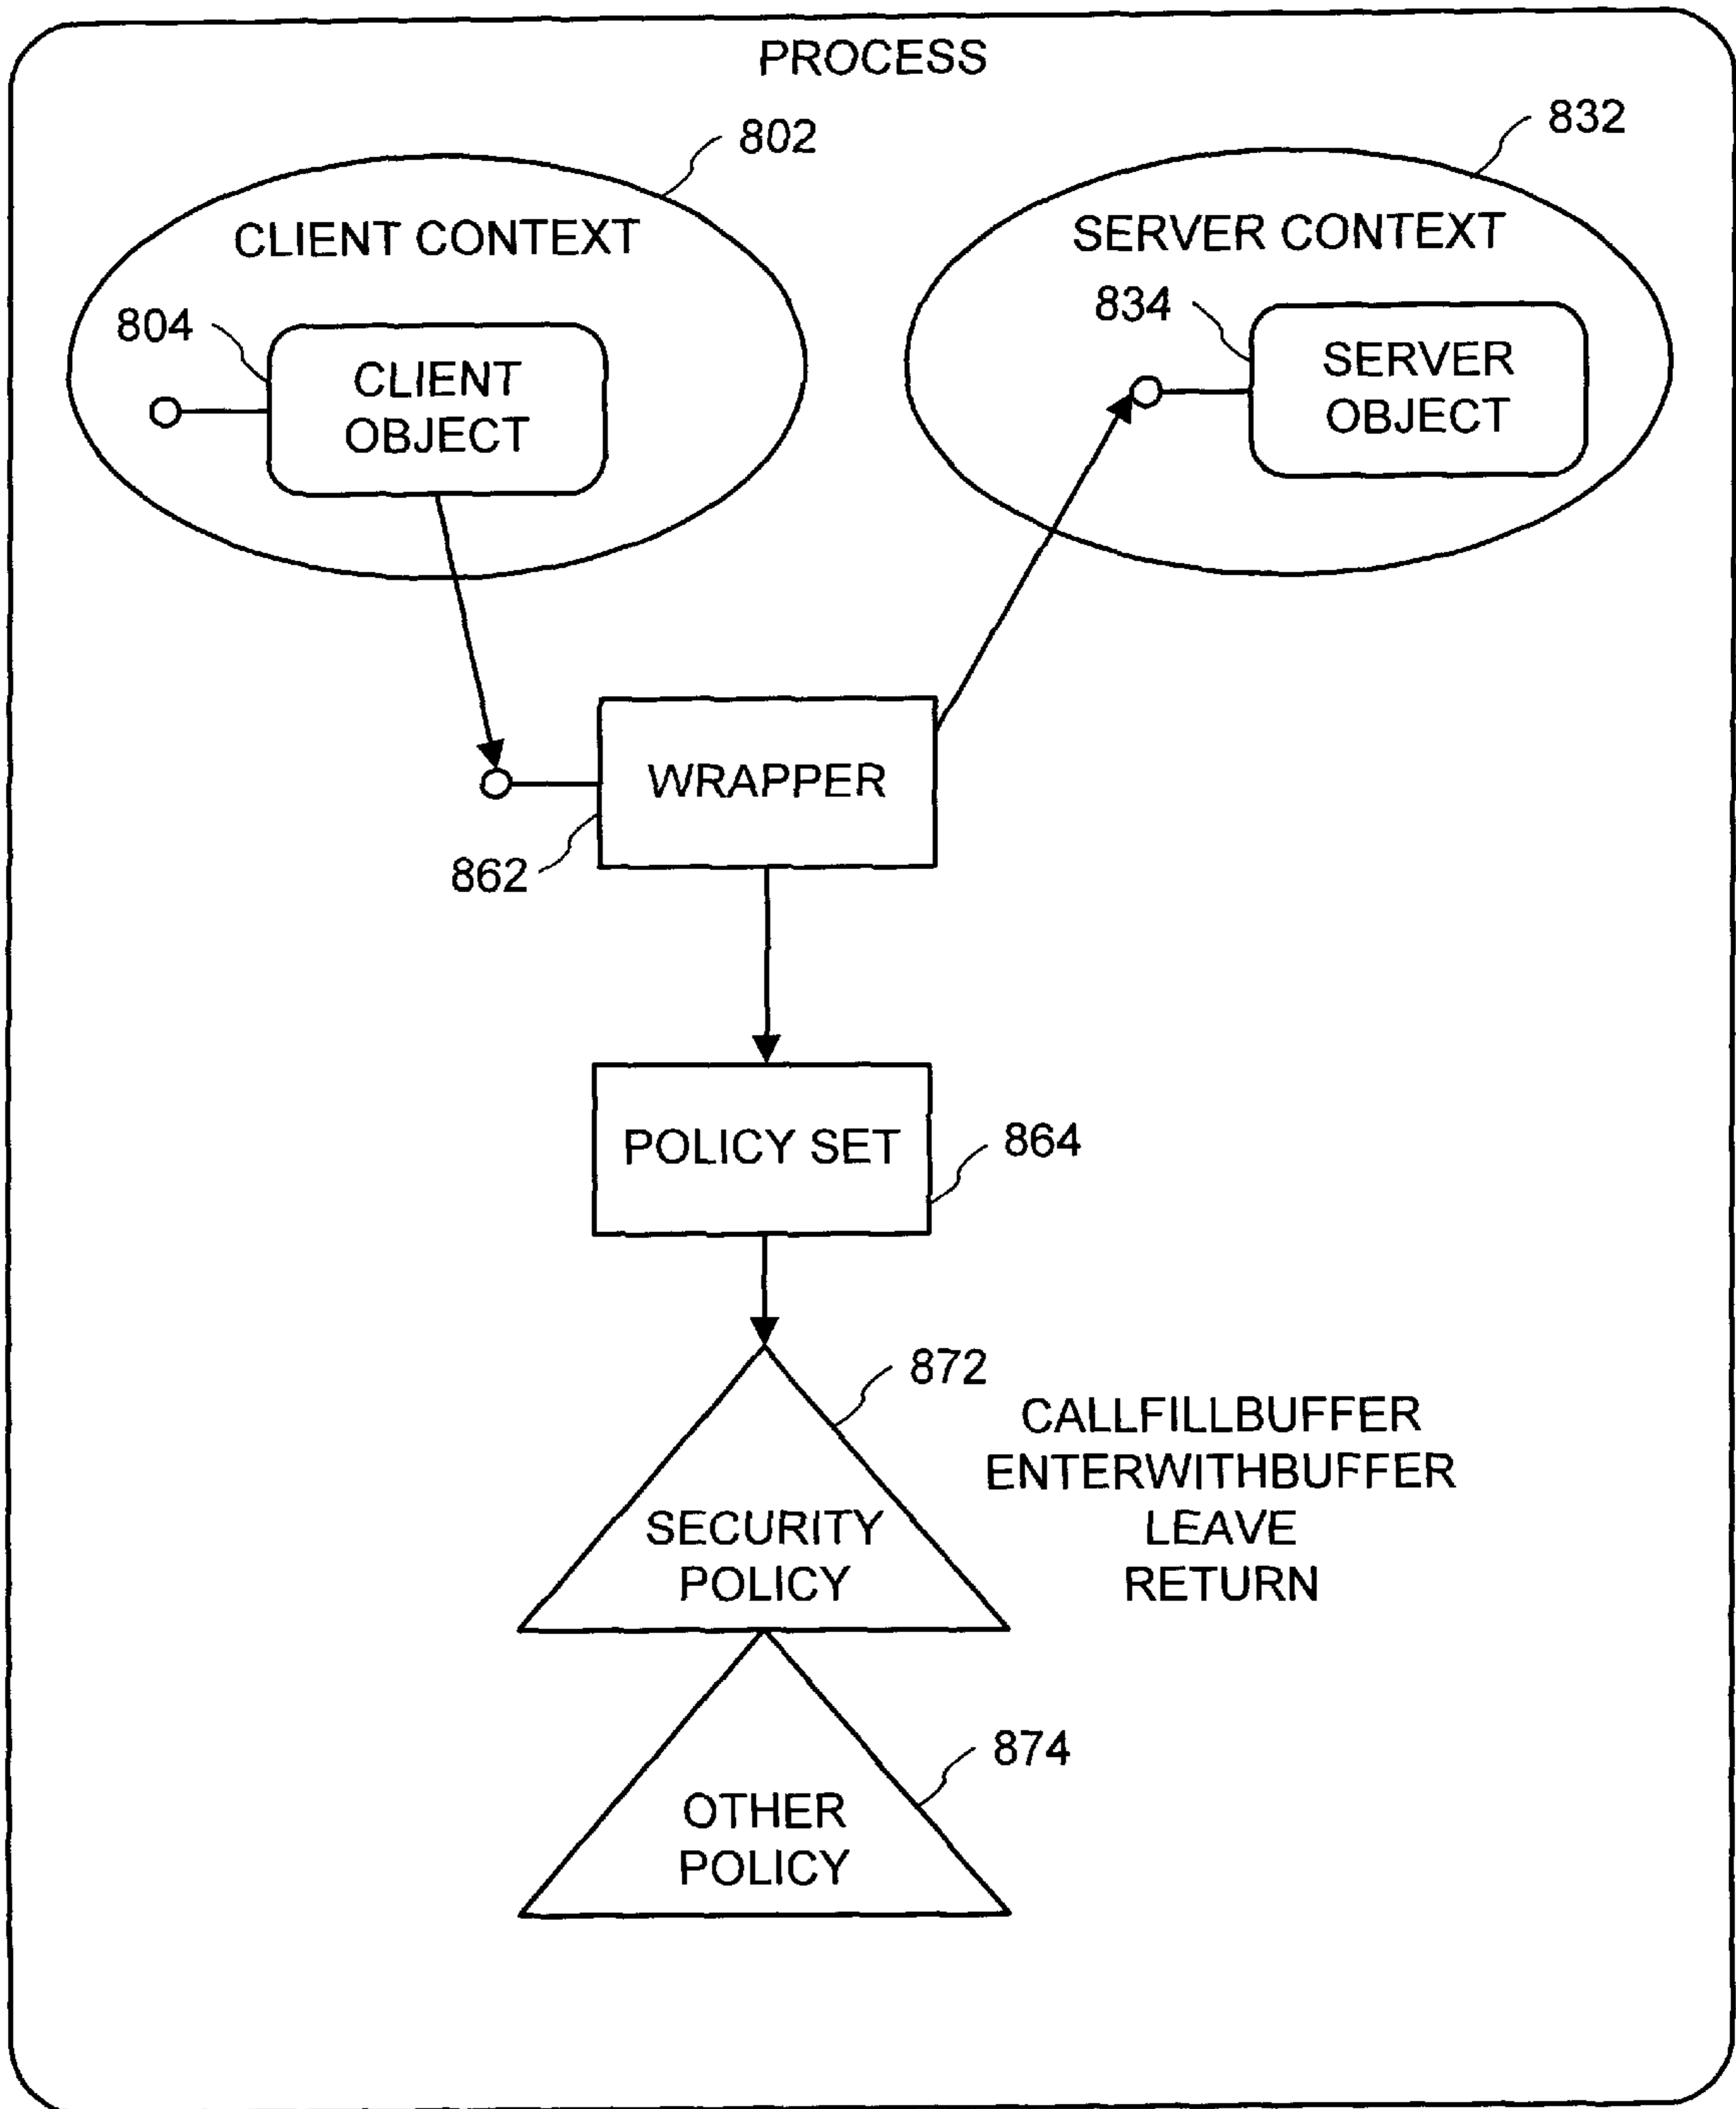 PROCESS
802
832
CLIENT CONTEXT
SERVER CONTEXT
804
834
CLIENT
OBJECT
SERVER
OBJECT
WRAPPER
862
POLICY SET
864
872
CALLFILLBUFFER
ENTERWITHBUFFER
LEAVE
RETURN
SECURITY
POLICY
874
OTHER
POLICY